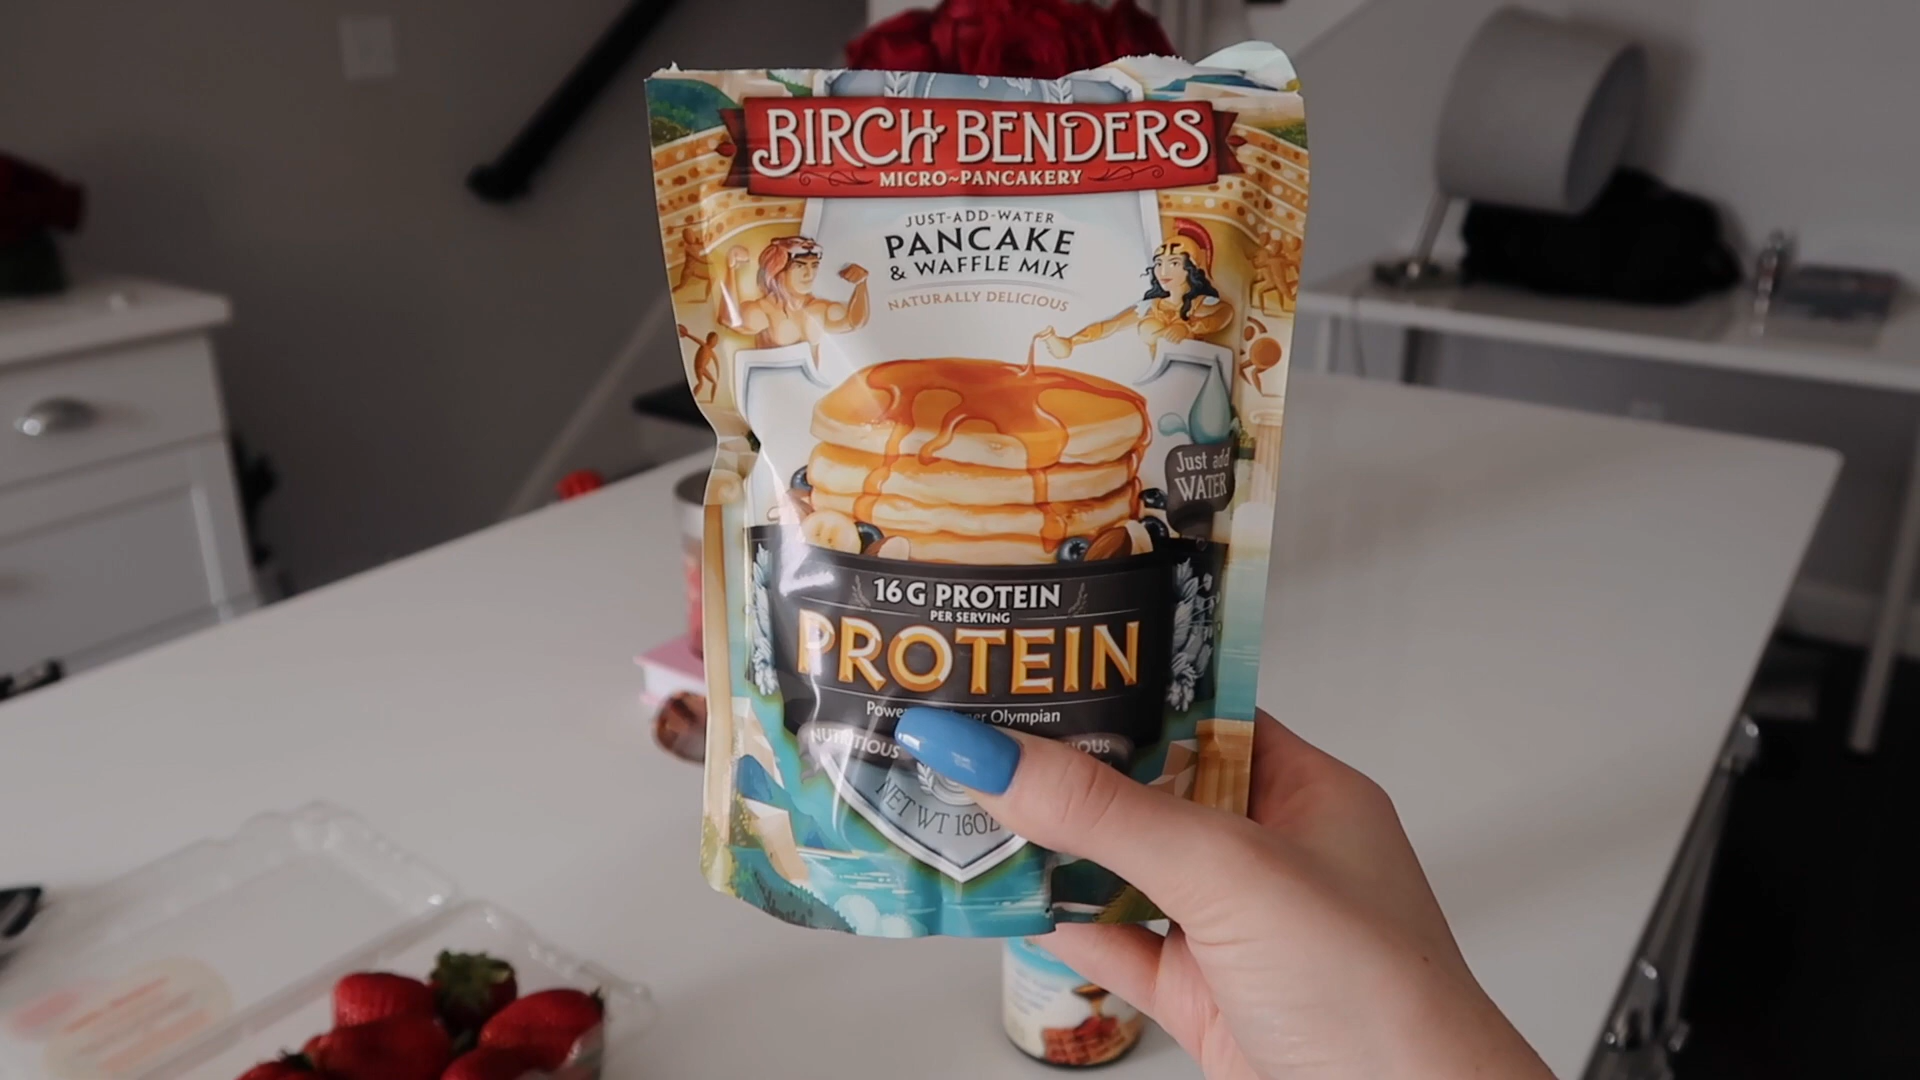 BIRCH BENDERS
MICRO~PANCAKERY
JUST-ADD-WATER
PANCAKE
& WAFFLE MIX
NATURALLY DELICIOUS
Just add
WATER
16G PROTEIN
PER SERVING
PROTEIN
Olympian
NUTRITIOUS
NET WT 16OZ